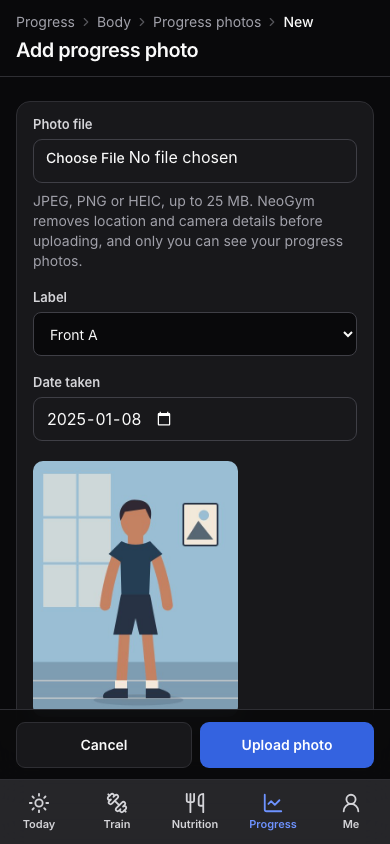 Progress > Body > Progress photos > New
Add progress photo
Photo file
Choose File No file chosen
JPEG, PNG or HEIC, up to 25 MB. NeoGym
removes location and camera details before
uploading, and only you can see your progress
photos.
Label
Front A
Date taken
2025-01-08
Cancel
Upload photo
Today
Train
Nutrition
Progress
Me